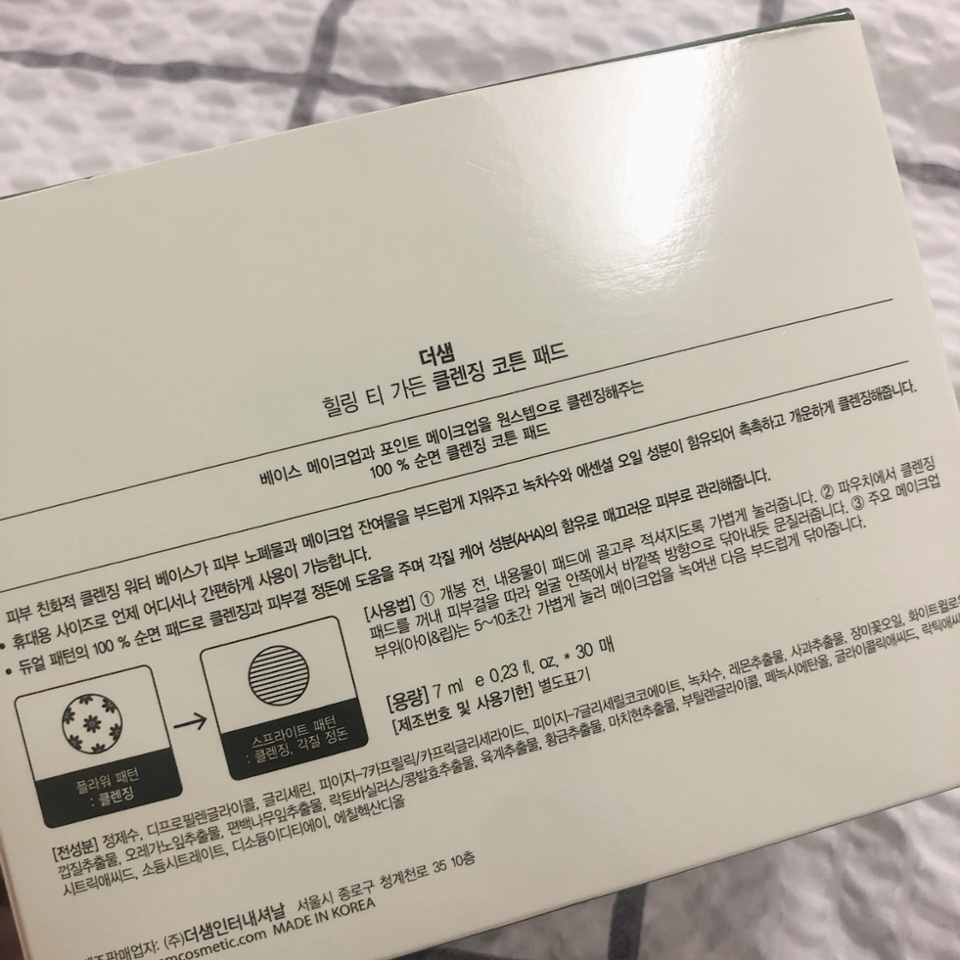 더샘
힐링 티 가든 클렌징 코튼 패드
베이스 메이크업과 포인트 메이크업을 원스텝으로 클렌징해주는
100 % 순면 클렌징 코튼 패드
피부 친화적 클렌징 워터 베이스가 피부 노폐물과 메이크업 잔여물을 부드럽게 지워주고 녹차수와 에센셜 오일 성분이 함유되어 촉촉하고 개운하게 클렌징해줍니다.
• 휴대용 사이즈로 언제 어디서나 간편하게 사용이 가능합니다.
• 듀얼 패턴의 100 % 순면 패드로 클렌징과 피부결 정돈에 도움을 주며 각질 케어 성분(AHA)의 함유로 매끄러운 피부로 관리해줍니다.
플라워 패턴
: 클렌징
스프라이트 패턴
: 클렌징, 각질 정돈
[사용법] ① 개봉 전, 내용물이 패드에 골고루 적셔지도록 가볍게 눌러줍니다. ② 파우치에서 클렌징
패드를 꺼내 피부결을 따라 얼굴 안쪽에서 바깥쪽 방향으로 닦아내듯 문질러줍니다. ③ 주요 메이크업
부위(아이&립)는 5~10초간 가볍게 눌러 메이크업을 녹여낸 다음 부드럽게 닦아줍니다.
[용량] 7 ml e 0.23 fl. oz. * 30 매
[제조번호 및 사용기한] 별도표기
[전성분] 정제수, 디프로필렌글라이콜, 글리세린, 피이지-7카프릴릭/카프릭글리세라이드, 피이지-7글리세릴코코에이트, 녹차수, 레몬추출물, 사과추출물, 장미꽃오일, 화이트윌로우
껍질추출물, 오레가노잎추출물, 편백나무잎추출물, 락토바실러스/콩발효추출물, 육계추출물, 황금추출물, 마치현추출물, 부틸렌글라이콜, 페녹시에탄올, 글라이콜릭애씨드, 락틱애씨드
시트릭애씨드, 소듐시트레이트, 디소듐이디티에이, 에칠헥산디올
제조판매업자: (주)더샘인터내셔날 서울시 종로구 청계천로 35 10층
mcosmetic.com MADE IN KOREA